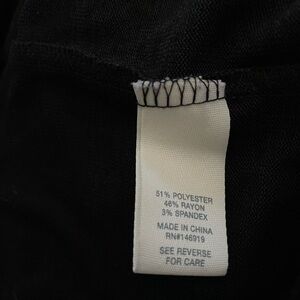 51% POLYESTER
46% RAYON
3% SPANDEX
MADE IN CHINA
RN#146919
SEE REVERSE
FOR CARE